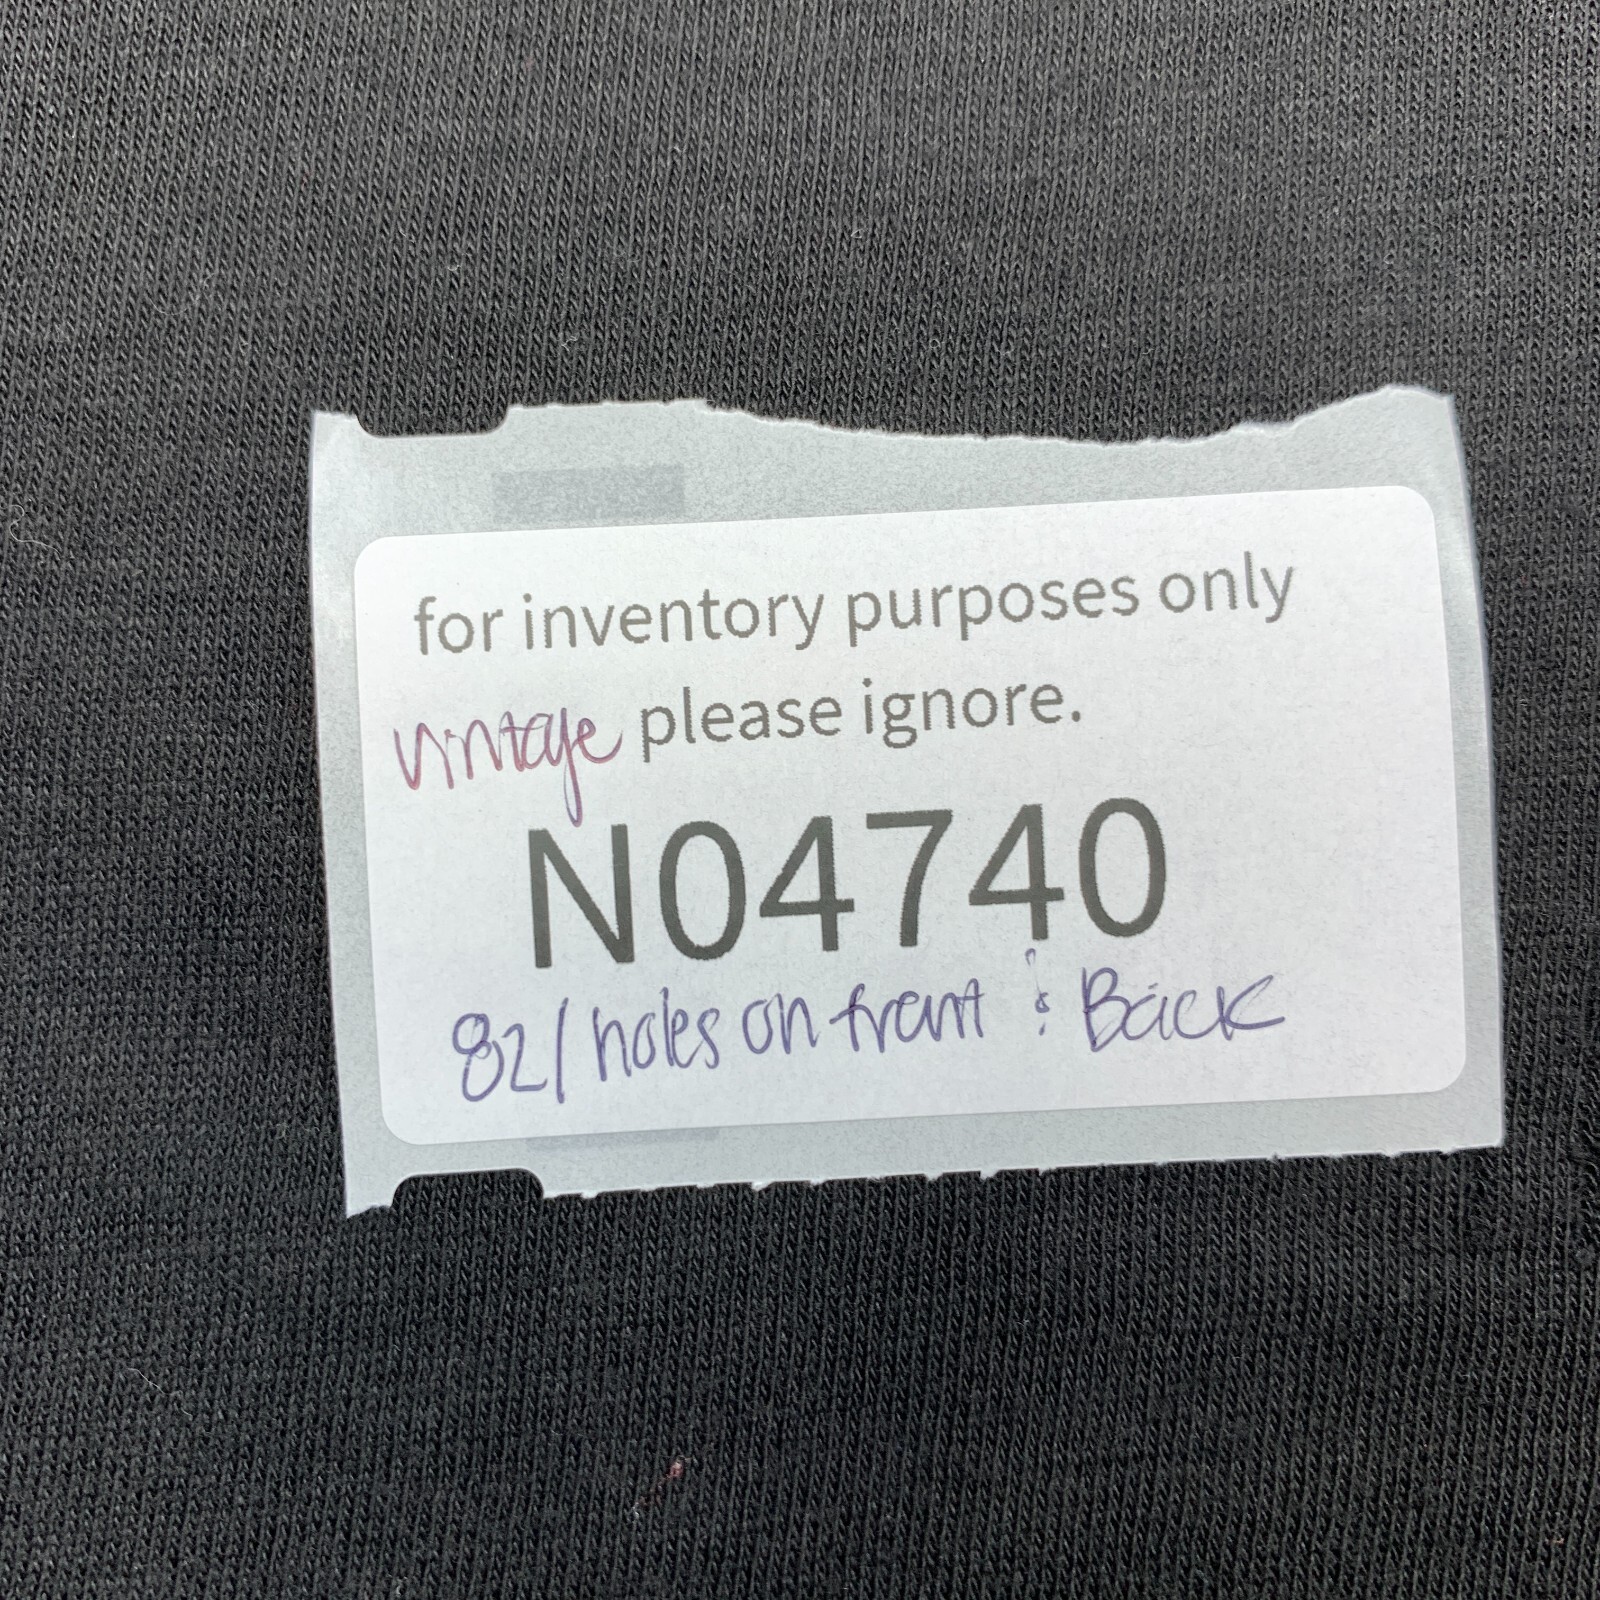 for inventory purposes only
vintage please ignore.
N04740
82/ holes on front & Back